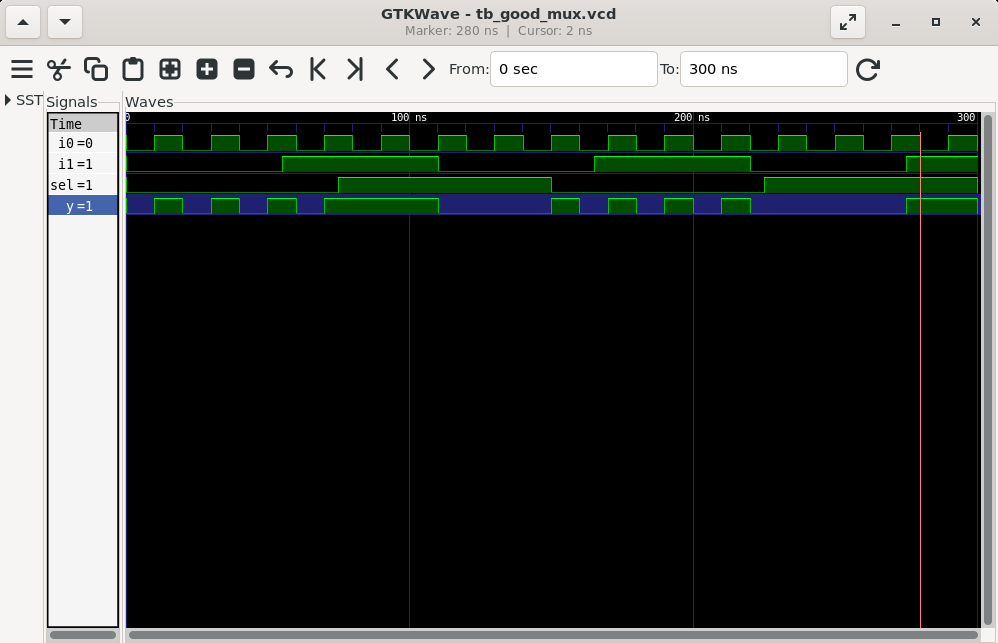 GTKWave - tb_good_mux.vcd
Marker: 280 ns | Cursor: 2 ns
From: 0 sec To: 300 ns
SST
Signals
Waves
Time
0 100 ns 200 ns 300
i0=0
i1=1
sel=1
y=1